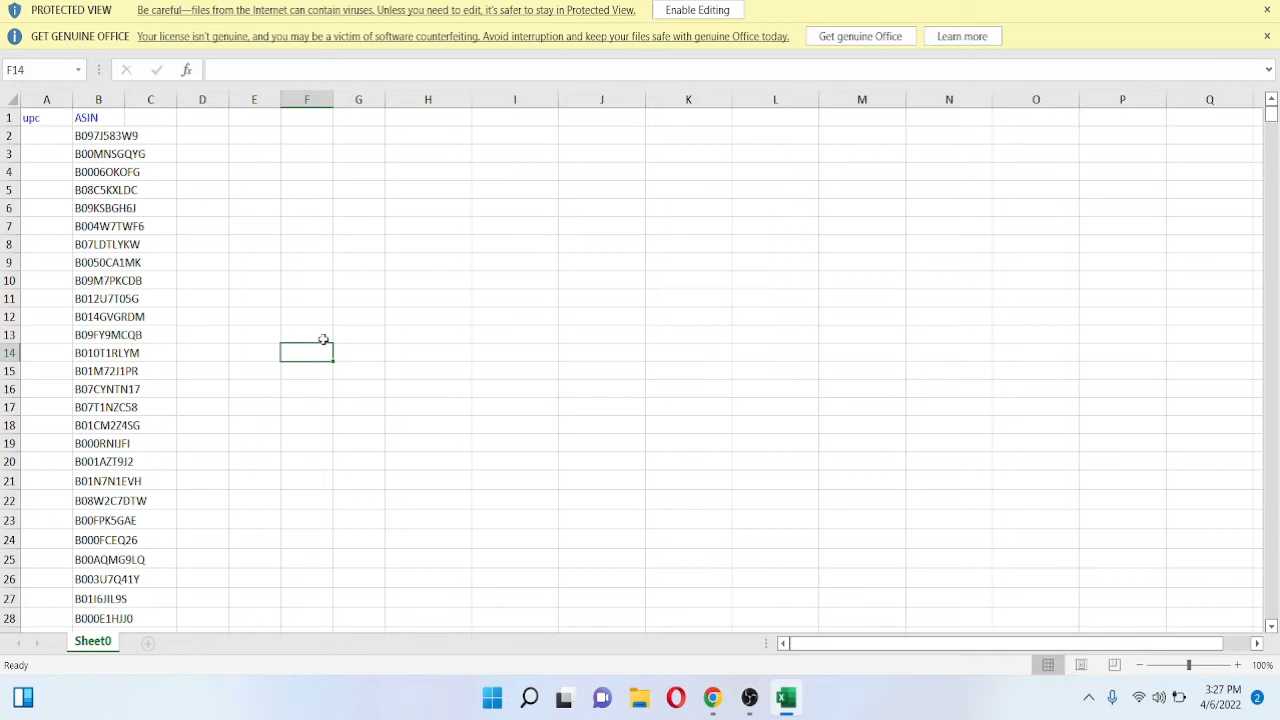 PROTECTED VIEW Be careful—files from the Internet can contain viruses. Unless you need to edit, it's safer to stay in Protected View. Enable Editing
GET GENUINE OFFICE Your license isn't genuine, and you may be a victim of software counterfeiting. Avoid interruption and keep your files safe with genuine Office today. Get genuine Office Learn more
F14 fx
A B C D E F G H I J K L M N O P Q
1 upc ASIN
2 B097J583W9
3 B00MNSGQYG
4 B0006OKOFG
5 B08C5KXLDC
6 B09KSBGH6J
7 B004W7TWF6
8 B07LDTLYKW
9 B0050CA1MK
10 B09M7PKCDB
11 B012U7T05G
12 B014GVGRDM
13 B09FY9MCQB
14 B010T1RLYM
15 B01M72J1PR
16 B07CYNTN17
17 B07T1NZC58
18 B01CM2Z4SG
19 B000RNIJFI
20 B001AZT9J2
21 B01N7N1EVH
22 B08W2C7DTW
23 B00FPK5GAE
24 B000FCEQ26
25 B00AQMG9LQ
26 B003U7Q41Y
27 B01I6JIL9S
28 B000E1HJJ0
Sheet0
Ready 100%
3:27 PM
4/6/2022 2